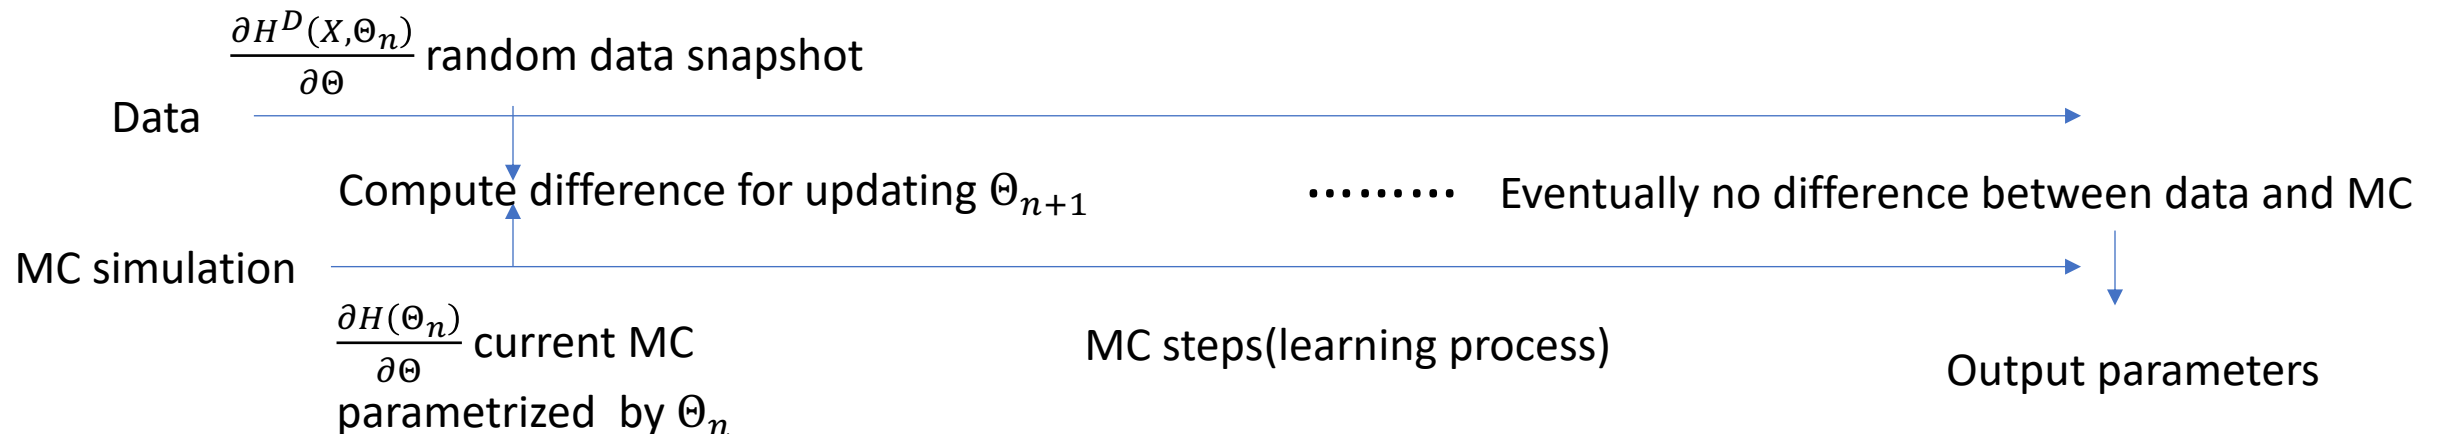 ∂H^D(X,Θ_n)/∂Θ random data snapshot
Data
Compute difference for updating Θ_{n+1} ········· Eventually no difference between data and MC
MC simulation
∂H(Θ_n)/∂Θ current MC
parametrized by Θ_n
MC steps(learning process)
Output parameters